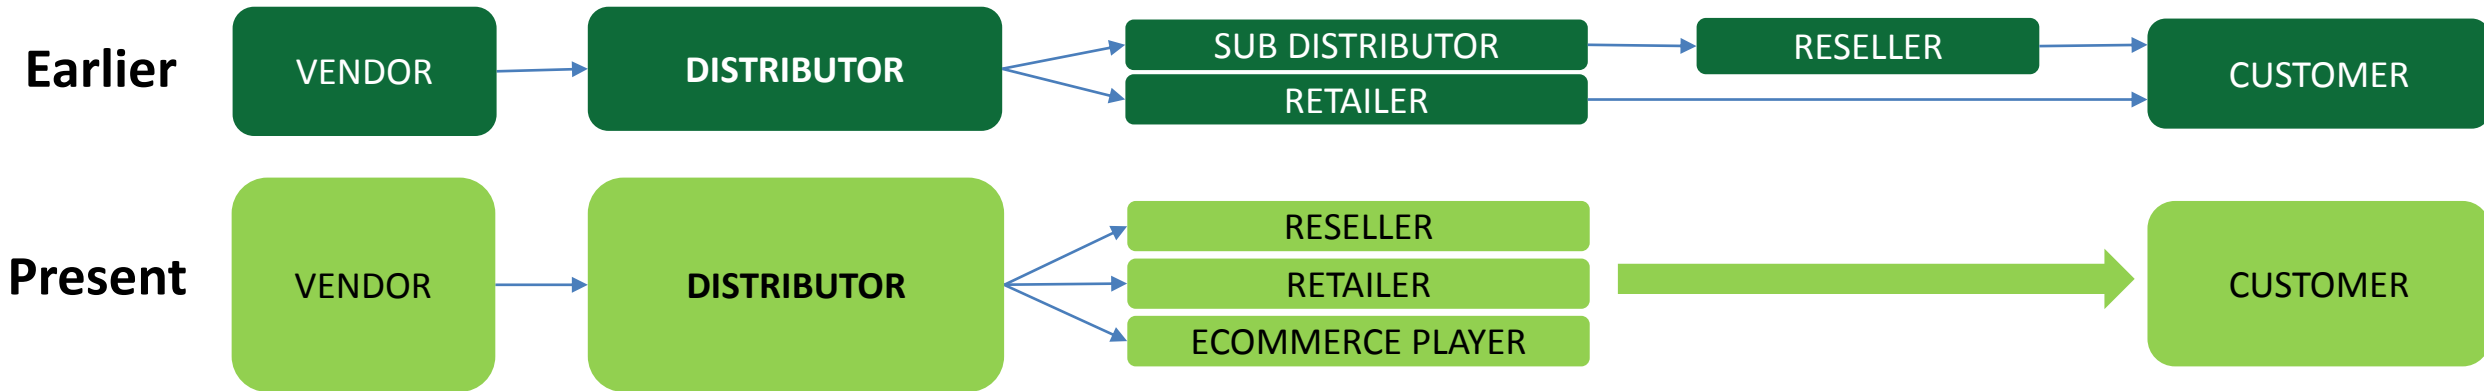 Earlier
VENDOR
DISTRIBUTOR
SUB DISTRIBUTOR
RETAILER
RESELLER
CUSTOMER
Present
VENDOR
DISTRIBUTOR
RESELLER
RETAILER
ECOMMERCE PLAYER
CUSTOMER